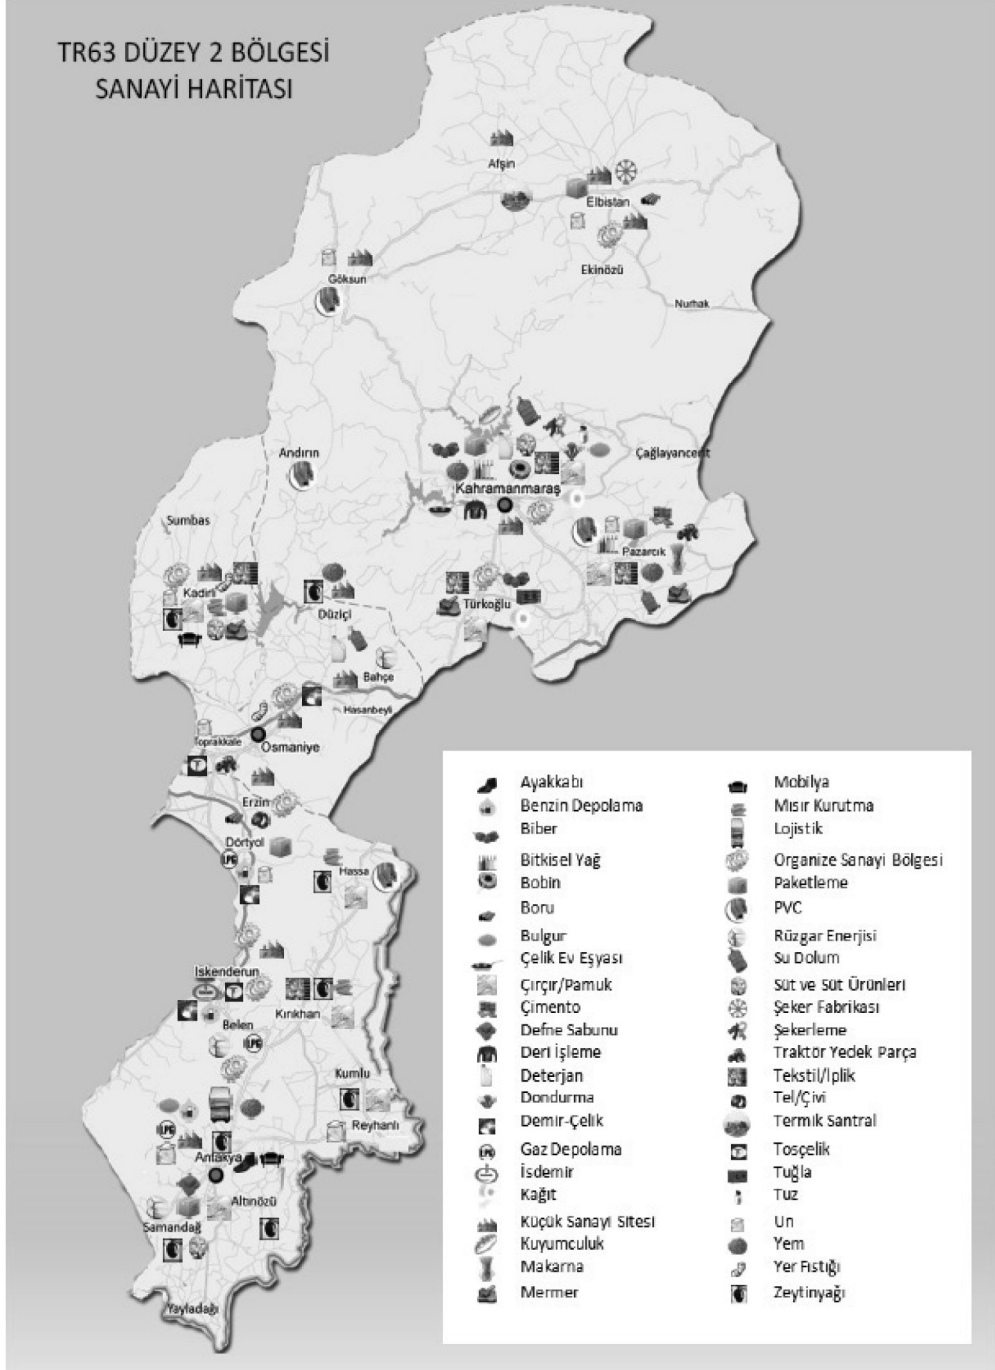 TR63 DÜZEY 2 BÖLGESİ
SANAYİ HARİTASI
Afşin
Elbistan
Ekinözü
Göksun
Nurhak
Andırın
Çağlayancerit
Kahramanmaraş
Sumbas
Pazarcık
Kadirli
Türkoğlu
Düziçi
Bahçe
Hasanbeyli
Toprakkale
Osmaniye
Erzin
Dörtyol
LPG
Hassa
İskenderun
Kırıkhan
Belen
LPG
Kumlu
Reyhanlı
LPG
Antakya
Altınözü
Samandağ
Yayladağı
Ayakkabı
Benzin Depolama
Biber
Bitkisel Yağ
Bobin
Boru
Bulgur
Çelik Ev Eşyası
Çırçır/Pamuk
Çimento
Defne Sabunu
Deri İşleme
Deterjan
Dondurma
Demir-Çelik
Gaz Depolama
İsdemir
Kağıt
Küçük Sanayi Sitesi
Kuyumculuk
Makarna
Mermer
Mobilya
Mısır Kurutma
Lojistik
Organize Sanayi Bölgesi
Paketleme
PVC
Rüzgar Enerjisi
Su Dolum
Süt ve Süt Ürünleri
Şeker Fabrikası
Şekerleme
Traktör Yedek Parça
Tekstil/İplik
Tel/Çivi
Termik Santral
Tosçelik
Tuğla
Tuz
Un
Yem
Yer Fıstığı
Zeytinyağı